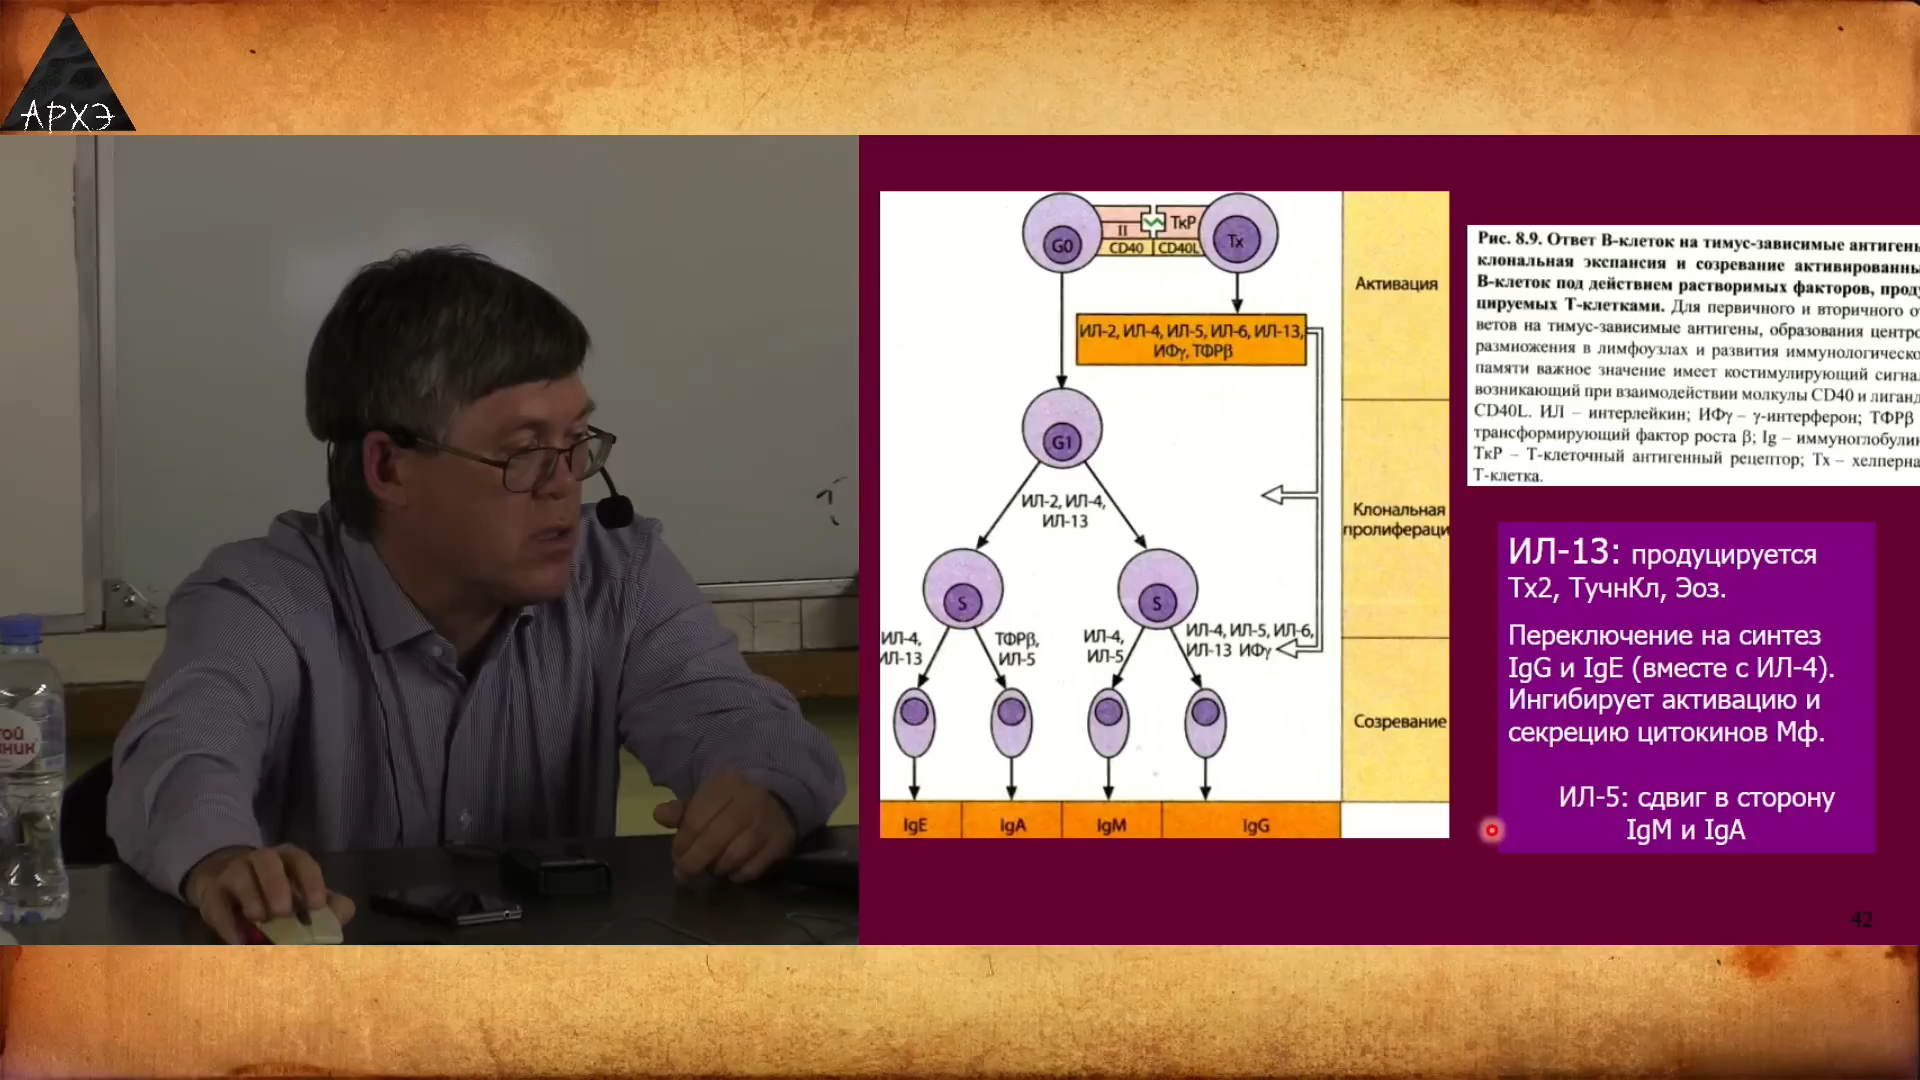 АРХЭ
G0
II
ТкР
CD40
CD40L
Тх
Активация
ИЛ-2, ИЛ-4, ИЛ-5, ИЛ-6, ИЛ-13,
ИФγ, ТФРβ
G1
ИЛ-2, ИЛ-4,
ИЛ-13
Клональная
пролифераци
S
S
ИЛ-4,
ИЛ-13
ТФРβ,
ИЛ-5
ИЛ-4,
ИЛ-5
ИЛ-4, ИЛ-5, ИЛ-6,
ИЛ-13 ИФγ
Созревание
IgE
IgA
IgM
IgG
Рис. 8.9. Ответ В-клеток на тимус-зависимые антигены
клональная экспансия и созревание активированны
В-клеток под действием растворимых факторов, проду
цируемых Т-клетками. Для первичного и вторичного от
ветов на тимус-зависимые антигены, образования центро
размножения в лимфоузлах и развития иммунологическо
памяти важное значение имеет костимулирующий сигнал
возникающий при взаимодействии молкулы CD40 и лиганд
CD40L. ИЛ – интерлейкин; ИФγ – γ-интерферон; ТФРβ
трансформирующий фактор роста β; Ig – иммуноглобулин
ТкР – Т-клеточный антигенный рецептор; Тх – хелперна
Т-клетка.
ИЛ-13: продуцируется
Тх2, ТучнКл, Эоз.
Переключение на синтез
IgG и IgE (вместе с ИЛ-4).
Ингибирует активацию и
секрецию цитокинов Мф.
ИЛ-5: сдвиг в сторону
IgM и IgA
42